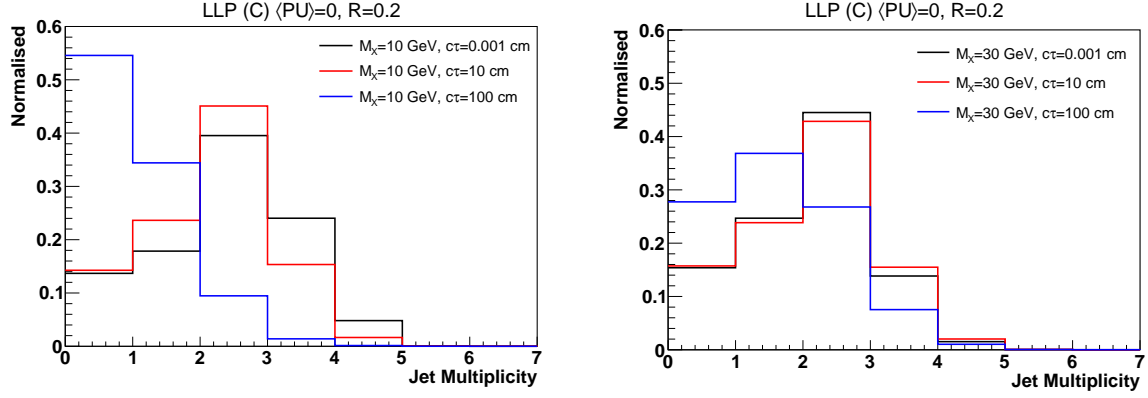 LLP (C) ⟨PU⟩=0, R=0.2
Normalised
0.6
0.5
0.4
0.3
0.2
0.1
0
M_X=10 GeV, cτ=0.001 cm
M_X=10 GeV, cτ=10 cm
M_X=10 GeV, cτ=100 cm
0 1 2 3 4 5 6 7
Jet Multiplicity
LLP (C) ⟨PU⟩=0, R=0.2
Normalised
0.6
0.5
0.4
0.3
0.2
0.1
0
M_X=30 GeV, cτ=0.001 cm
M_X=30 GeV, cτ=10 cm
M_X=30 GeV, cτ=100 cm
0 1 2 3 4 5 6 7
Jet Multiplicity